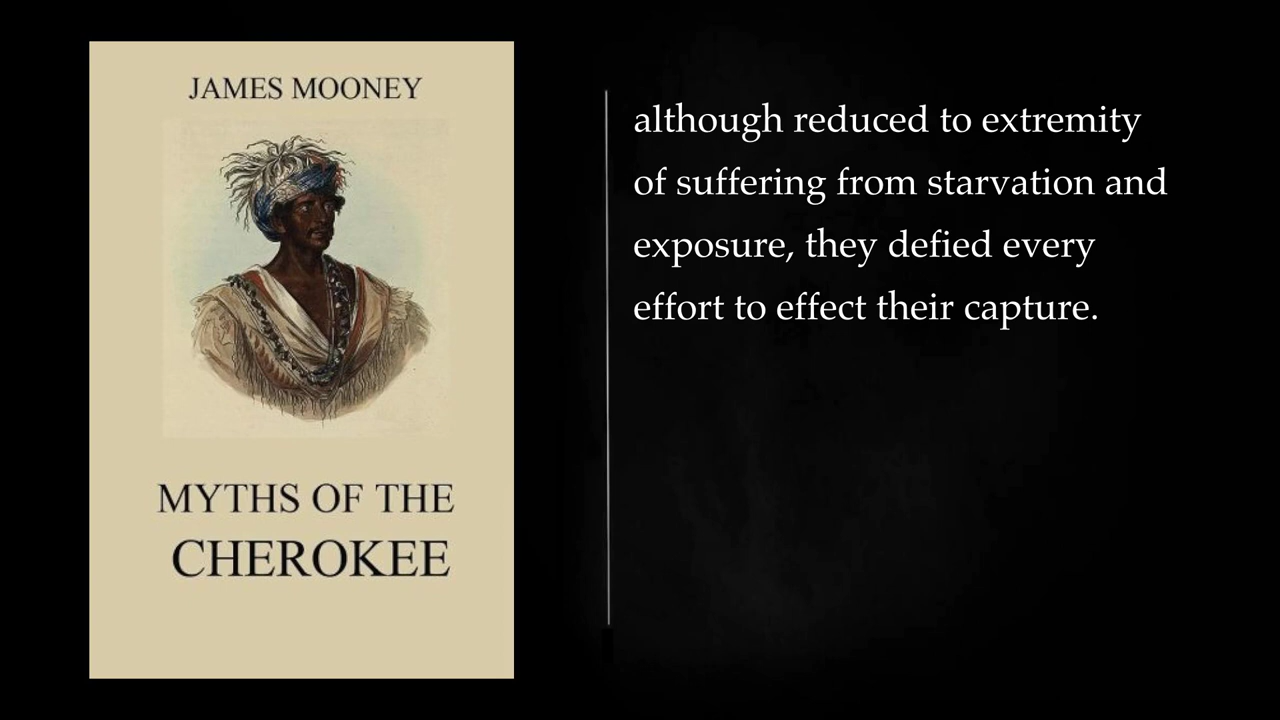 JAMES MOONEY
MYTHS OF THE
CHEROKEE
although reduced to extremity
of suffering from starvation and
exposure, they defied every
effort to effect their capture.